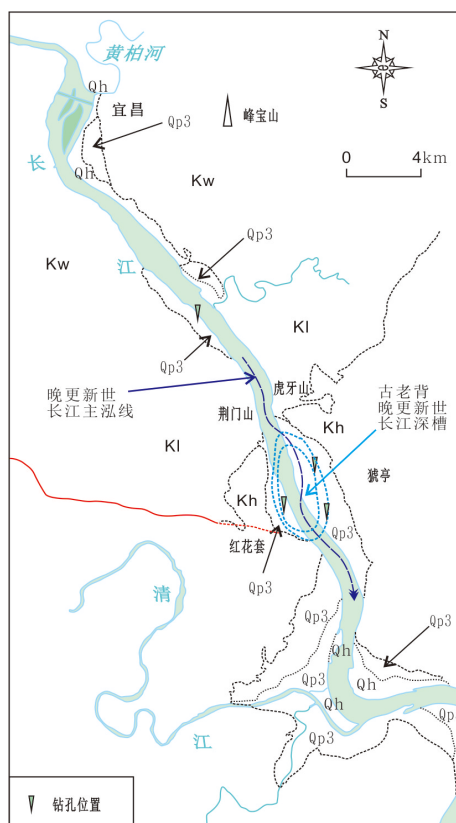 黄柏河
N
S
Qh
宜昌
Qp3
峰宝山
0 4km
长
Qh
Kw
Qp3
Kw
江
Kl
Qp3
虎牙山
晚更新世
长江主泓线
荆门山
古老背
晚更新世
长江深槽
Kl
Kh
猇亭
Kh
Qp3
红花套
Qp3
清
Qp3
Qh
Qp3
Qh
Qh
Qp
江
Qp3
钻孔位置